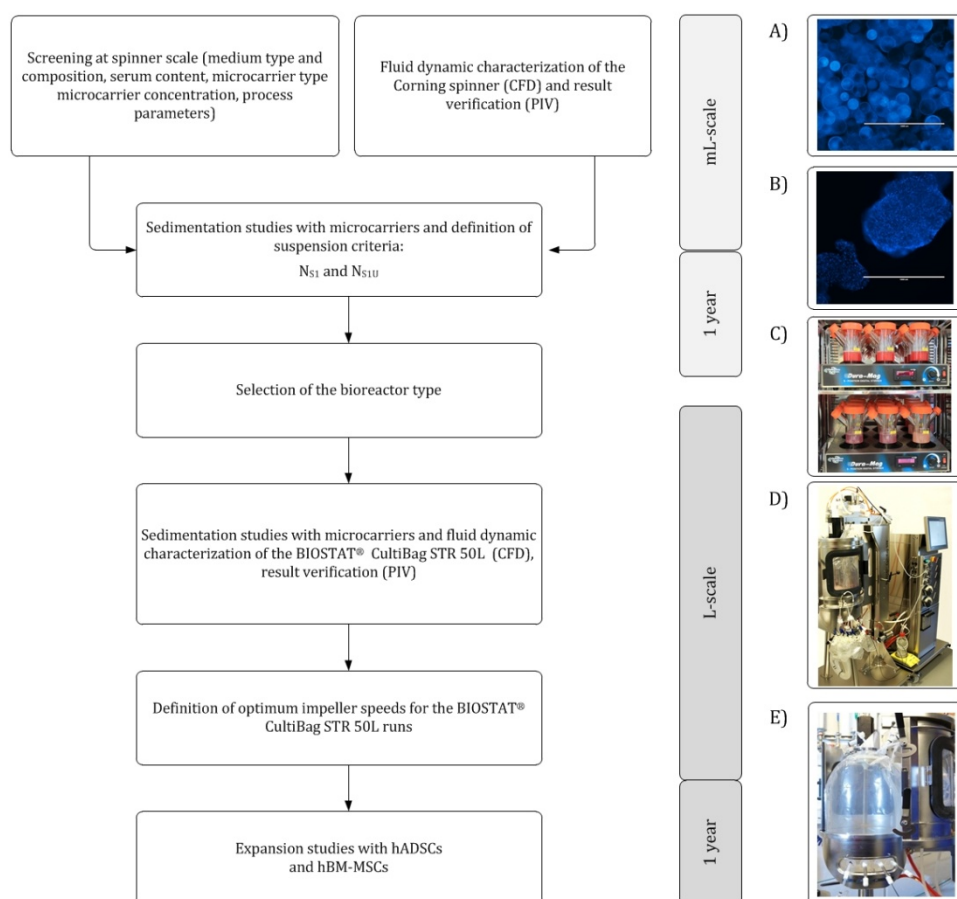 Screening at spinner scale (medium type and
composition, serum content, microcarrier type
microcarrier concentration, process
parameters)
Fluid dynamic characterization of the
Corning spinner (CFD) and result
verification (PIV)
Sedimentation studies with microcarriers and definition of
suspension criteria:
NS1 and NS1U
Selection of the bioreactor type
Sedimentation studies with microcarriers and fluid dynamic
characterization of the BIOSTAT® CultiBag STR 50L (CFD),
result verification (PIV)
Definition of optimum impeller speeds for the BIOSTAT®
CultiBag STR 50L runs
Expansion studies with hADSCs
and hBM-MSCs
mL-scale
1 year
L-scale
1 year
A)
B)
C)
Dura-Mag
Dura-Mag
D)
E)